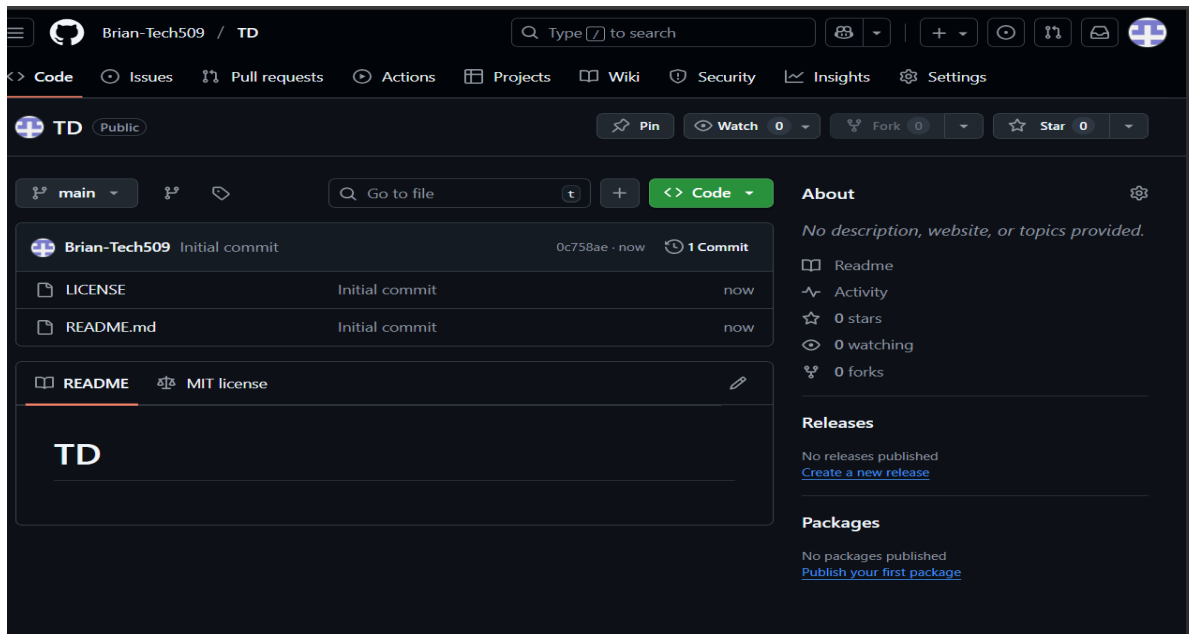 Brian-Tech509 / TD
Type / to search
Code Issues Pull requests Actions Projects Wiki Security Insights Settings
TD Public
Pin Watch 0 Fork 0 Star 0
main
Go to file t
Code
Brian-Tech509 Initial commit 0c758ae · now 1 Commit
LICENSE Initial commit now
README.md Initial commit now
README MIT license
TD
About
No description, website, or topics provided.
Readme
Activity
0 stars
0 watching
0 forks
Releases
No releases published
Create a new release
Packages
No packages published
Publish your first package